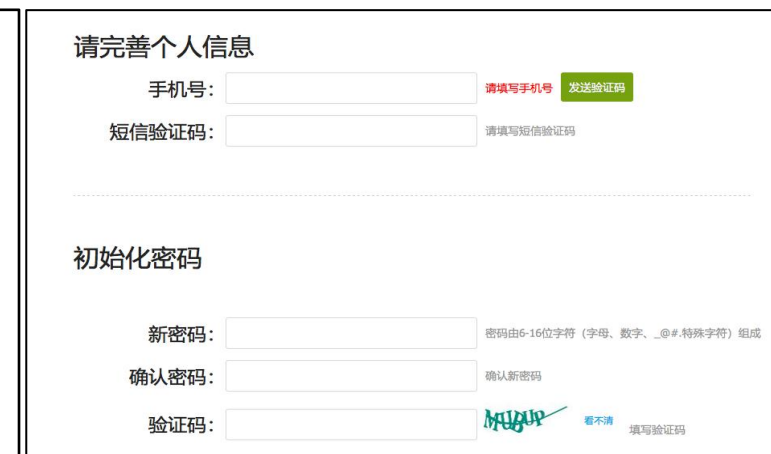 请完善个人信息
手机号： 请填写手机号 发送验证码
短信验证码： 请填写短信验证码
初始化密码
新密码： 密码由6-16位字符（字母、数字、_@#.特殊字符）组成
确认密码： 确认新密码
验证码： 看不清 填写验证码